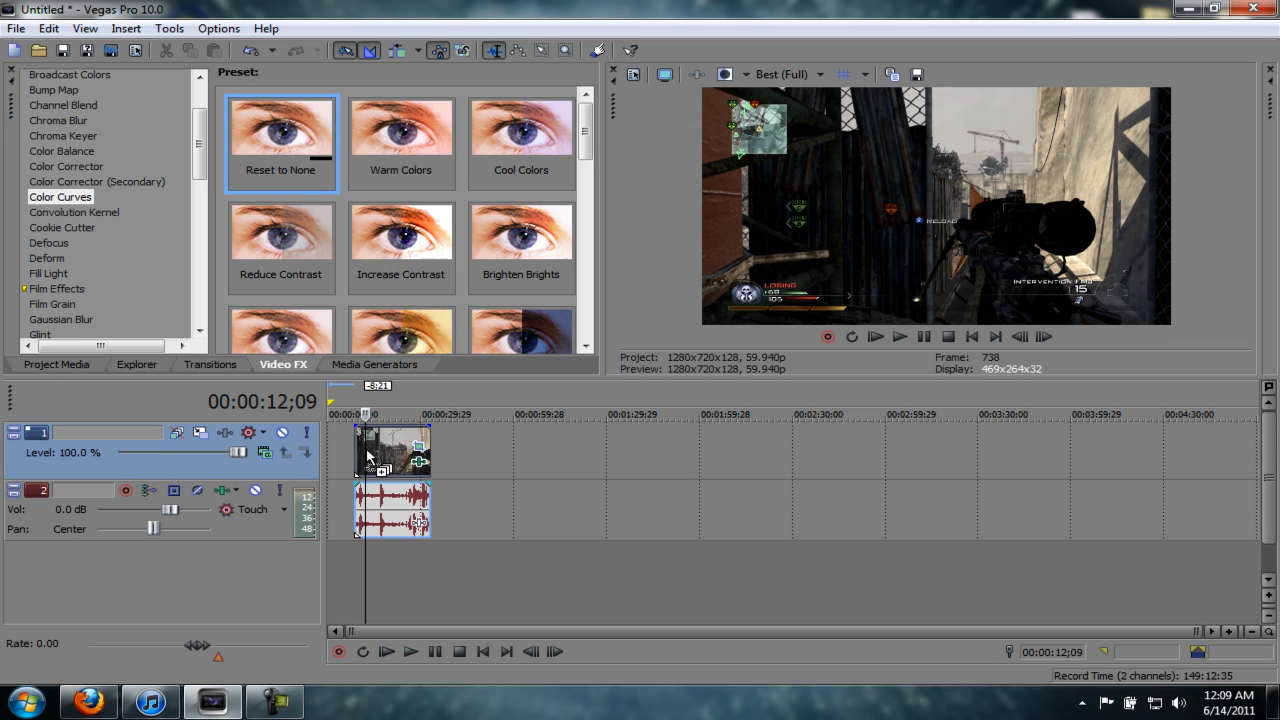 Untitled * - Vegas Pro 10.0
File Edit View Insert Tools Options Help
Broadcast Colors
Bump Map
Channel Blend
Chroma Blur
Chroma Keyer
Color Balance
Color Corrector
Color Corrector (Secondary)
Color Curves
Convolution Kernel
Cookie Cutter
Defocus
Deform
Fill Light
Film Effects
Film Grain
Gaussian Blur
Glint
Preset:
Reset to None Warm Colors Cool Colors
Reduce Contrast Increase Contrast Brighten Brights
Project Media Explorer Transitions Video FX Media Generators
Best (Full)
RELOAD
LOSING
105
INTERVENTION FMJ
15
Project: 1280x720x128, 59.940p Frame: 738
Preview: 1280x720x128, 59.940p Display: 469x264x32
00:00:12;09
-8;21
00:00:29;29 00:00:59;28 00:01:29;29 00:01:59;28 00:02:30;00 00:02:59;29 00:03:30;00 00:03:59;29 00:04:30;00
1
Level: 100.0 %
2
Vol: 0.0 dB Touch
Pan: Center
12
24
36
48
Rate: 0.00
00:00:12;09
Record Time (2 channels): 149:12:35
12:09 AM
6/14/2011